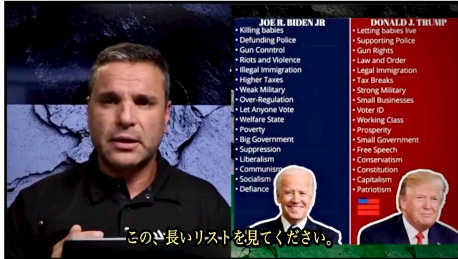 JOE R. BIDEN JR
• Killing babies
• Defunding Police
• Gun Conntrol
• Riots and Violence
• Illegal Immigration
• Higher Taxes
• Weak Military
• Over-Regulation
• Let Anyone Vote
• Welfare State
• Poverty
• Big Government
• Suppression
• Liberalism
• Communism
• Socialism
• Defiance
DONALD J. TRUMP
• Letting babies live
• Supporting Police
• Gun Rights
• Law and Order
• Legal Immigration
• Tax Breaks
• Strong Military
• Small Businesses
• Voter ID
• Working Class
• Prosperity
• Small Government
• Free Speech
• Conservatism
• Constitution
• Capitalism
• Patriotism
この、長いリストを見てください。